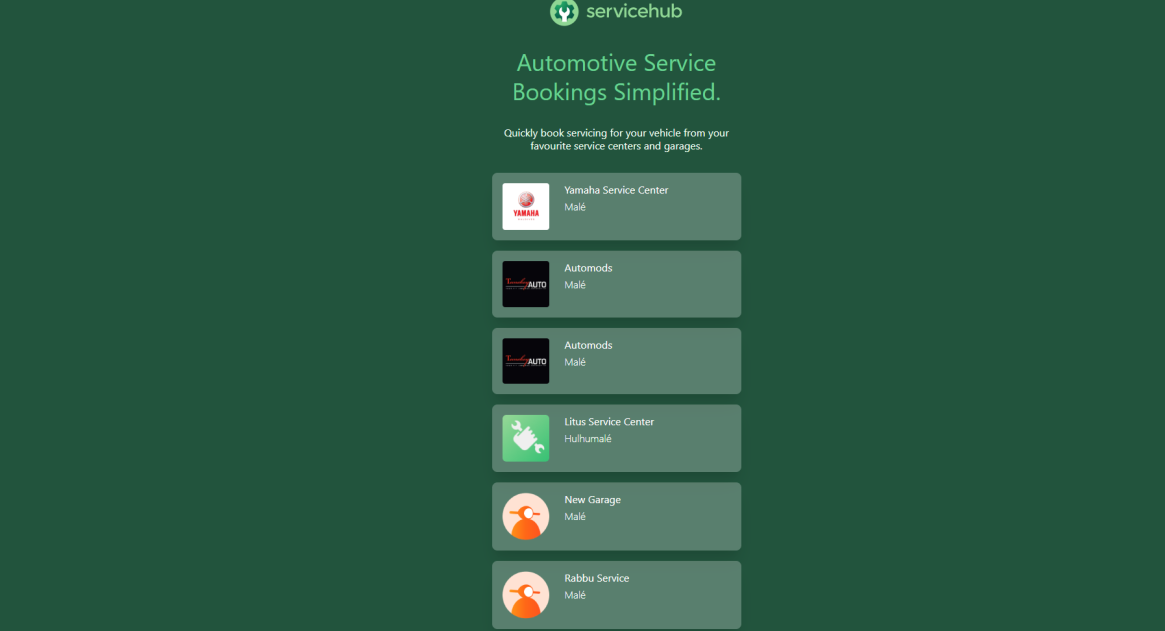 servicehub
Automotive Service
Bookings Simplified.
Quickly book servicing for your vehicle from your
favourite service centers and garages.
YAMAHA
Yamaha Service Center
Malé
AUTO
Automods
Malé
AUTO
Automods
Malé
Litus Service Center
Hulhumalé
New Garage
Malé
Rabbu Service
Malé